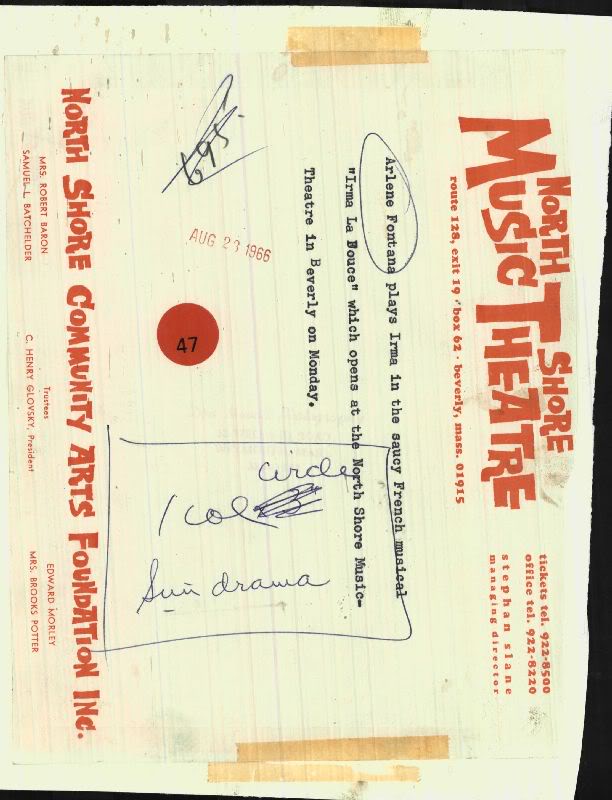 NORTH SHORE
MUSIC THEATRE
route 128, exit 19 · box 62 · beverly, mass. 01915
tickets tel. 922-8500
office tel. 922-8220
stephan slane
managing director
Arlene Fontana plays Irma in the saucy French musical
"Irma La Douce" which opens at the North Shore Music-
Theatre in Beverly on Monday.
695.
AUG 23 1966
47
circle
1 col
Sun drama
NORTH SHORE COMMUNITY ARTS FOUNDATION INC.
Trustees
MRS. ROBERT BARON
SAMUEL L. BATCHELDER
C. HENRY GLOVSKY, President
EDWARD MORLEY
MRS. BROOKS POTTER